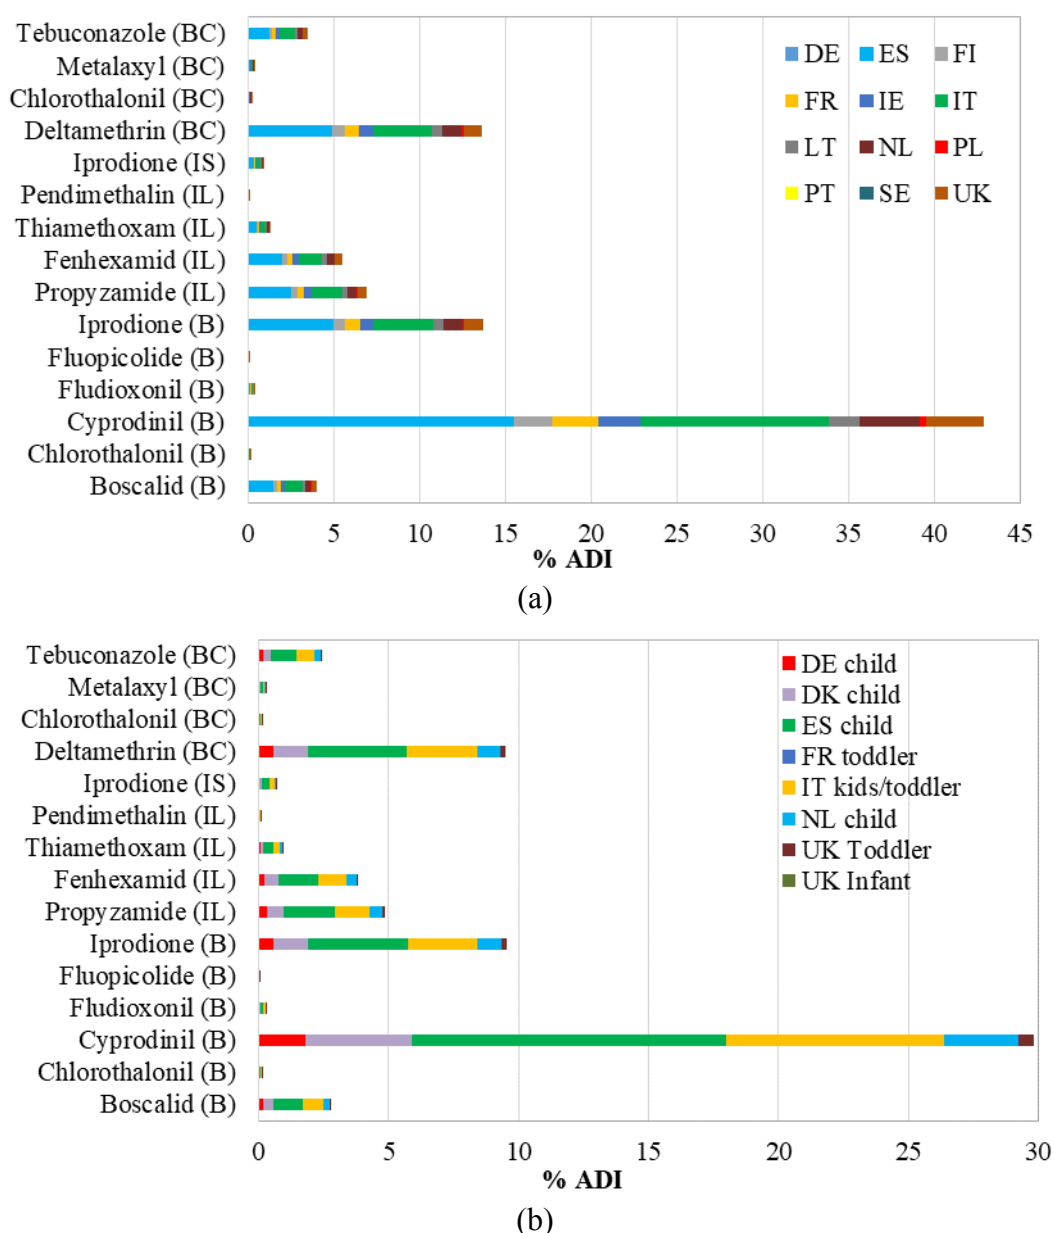 Tebuconazole (BC)
Metalaxyl (BC)
Chlorothalonil (BC)
Deltamethrin (BC)
Iprodione (IS)
Pendimethalin (IL)
Thiamethoxam (IL)
Fenhexamid (IL)
Propyzamide (IL)
Iprodione (B)
Fluopicolide (B)
Fludioxonil (B)
Cyprodinil (B)
Chlorothalonil (B)
Boscalid (B)
DE ES FI
FR IE IT
LT NL PL
PT SE UK
0 5 10 15 20 25 30 35 40 45
% ADI
(a)
Tebuconazole (BC)
Metalaxyl (BC)
Chlorothalonil (BC)
Deltamethrin (BC)
Iprodione (IS)
Pendimethalin (IL)
Thiamethoxam (IL)
Fenhexamid (IL)
Propyzamide (IL)
Iprodione (B)
Fluopicolide (B)
Fludioxonil (B)
Cyprodinil (B)
Chlorothalonil (B)
Boscalid (B)
DE child
DK child
ES child
FR toddler
IT kids/toddler
NL child
UK Toddler
UK Infant
0 5 10 15 20 25 30
% ADI
(b)